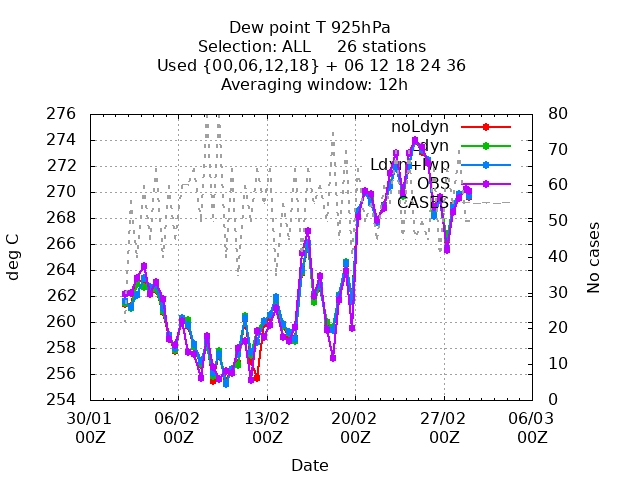 Dew point T 925hPa
Selection: ALL 26 stations
Used {00,06,12,18} + 06 12 18 24 36
Averaging window: 12h
276
274
272
270
268
266
264
262
260
258
256
254
deg C
noLdyn
Ldyn
Ldyn+lwp
OBS
CASES
80
70
60
50
40
30
20
10
0
No cases
30/01 06/02 13/02 20/02 27/02 06/03
00Z 00Z 00Z 00Z 00Z 00Z
Date